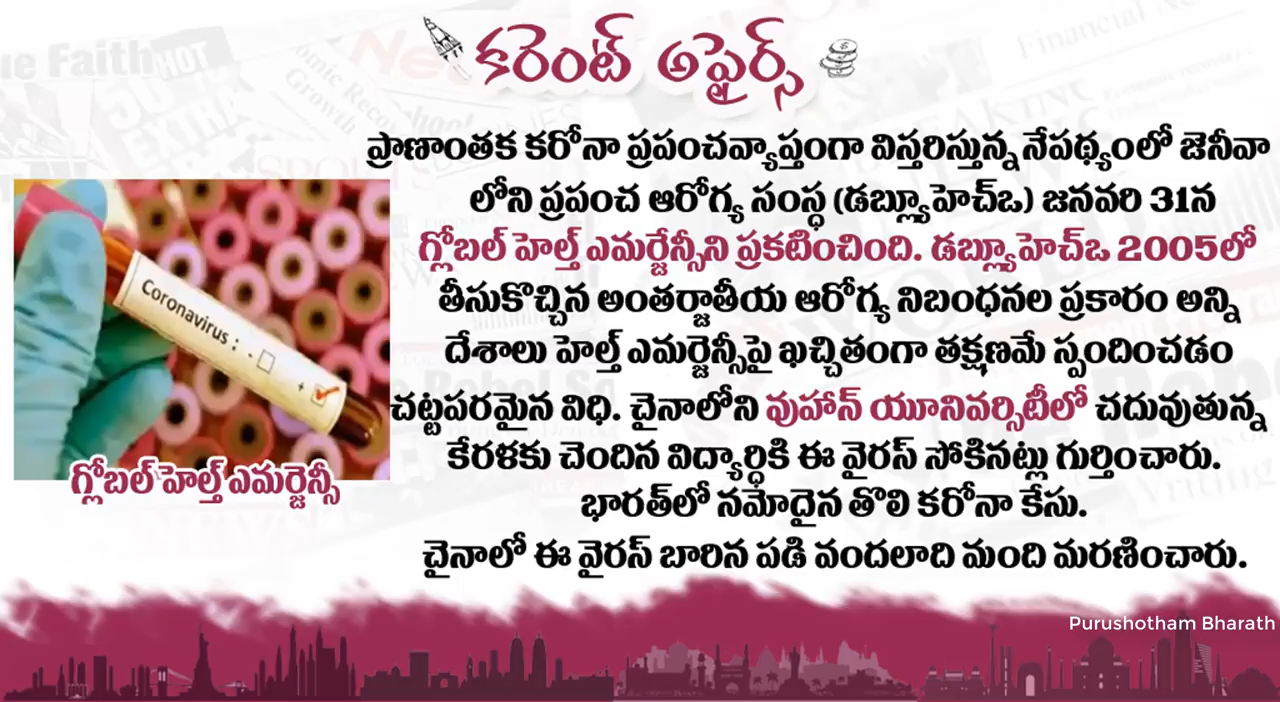 కరెంట్ అఫైర్స్
ప్రాణాంతక కరోనా ప్రపంచవ్యాప్తంగా విస్తరిస్తున్న నేపథ్యంలో జెనీవా
లోని ప్రపంచ ఆరోగ్య సంస్థ (డబ్ల్యూహెచ్ఒ) జనవరి 31న
గ్లోబల్ హెల్త్ ఎమర్జేన్సీని ప్రకటించింది. డబ్ల్యూహెచ్ఒ 2005లో
తీసుకొచ్చిన అంతర్జాతీయ ఆరోగ్య నిబంధనల ప్రకారం అన్ని
దేశాలు హెల్త్ ఎమర్జెన్సీపై ఖచ్చితంగా తక్షణమే స్పందించడం
చట్టపరమైన విధి. చైనాలోని వుహాన్ యూనివర్సిటీలో చదువుతున్న
కేరళకు చెందిన విద్యార్థికి ఈ వైరస్ సోకినట్లు గుర్తించారు.
భారత్‌లో నమోదైన తొలి కరోనా కేసు.
చైనాలో ఈ వైరస్ బారిన పడి వందలాది మంది మరణించారు.
Coronavirus : - +
గ్లోబల్ హెల్త్ ఎమర్జెన్సీ
Purushotham Bharath